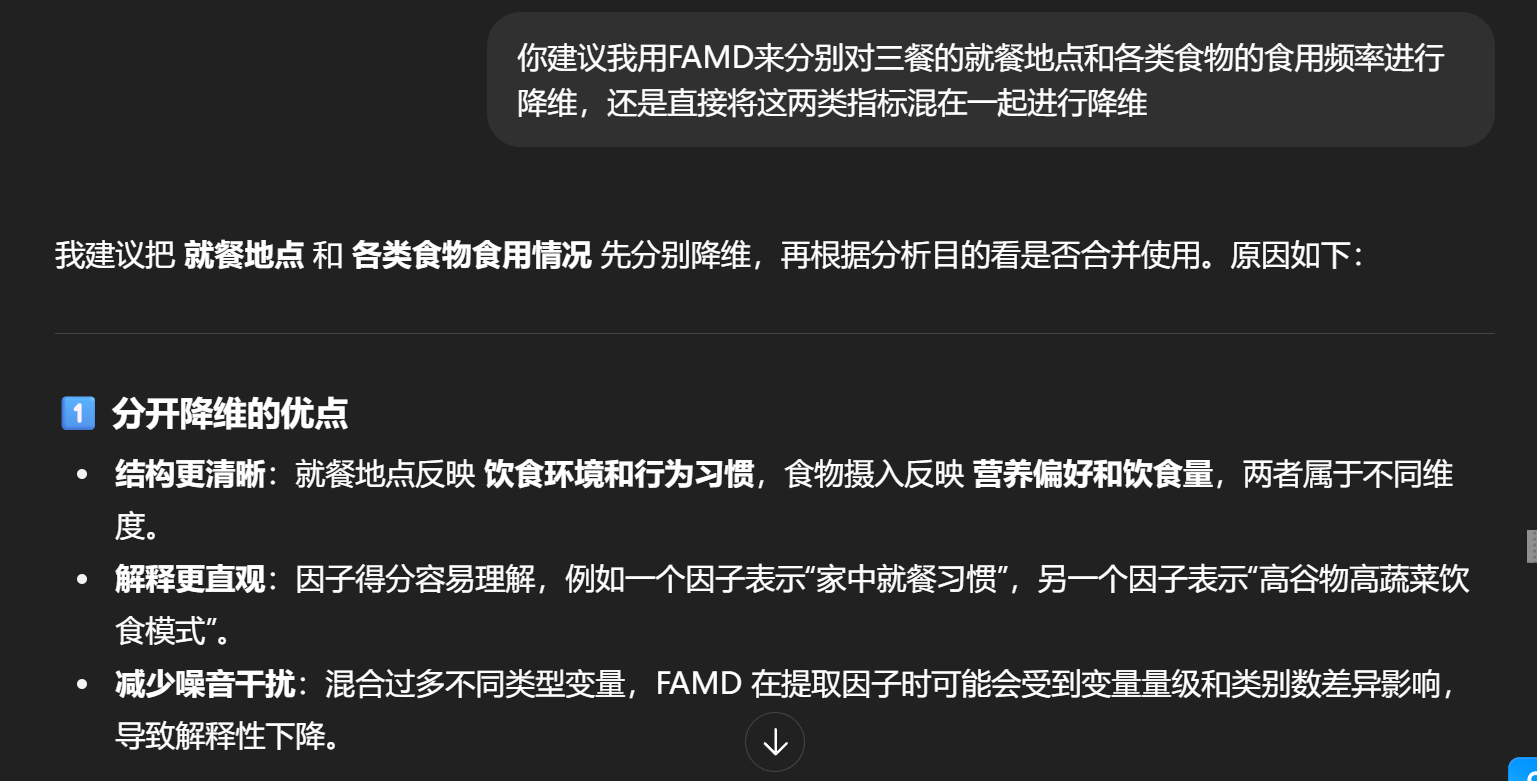 你建议我用FAMD来分别对三餐的就餐地点和各类食物的食用频率进行
降维，还是直接将这两类指标混在一起进行降维
我建议把 就餐地点 和 各类食物食用情况 先分别降维，再根据分析目的看是否合并使用。原因如下：
1 分开降维的优点
• 结构更清晰：就餐地点反映 饮食环境和行为习惯，食物摄入反映 营养偏好和饮食量，两者属于不同维
度。
• 解释更直观：因子得分容易理解，例如一个因子表示“家中就餐习惯”，另一个因子表示“高谷物高蔬菜饮
食模式”。
• 减少噪音干扰：混合过多不同类型变量，FAMD 在提取因子时可能会受到变量量级和类别数差异影响，
导致解释性下降。